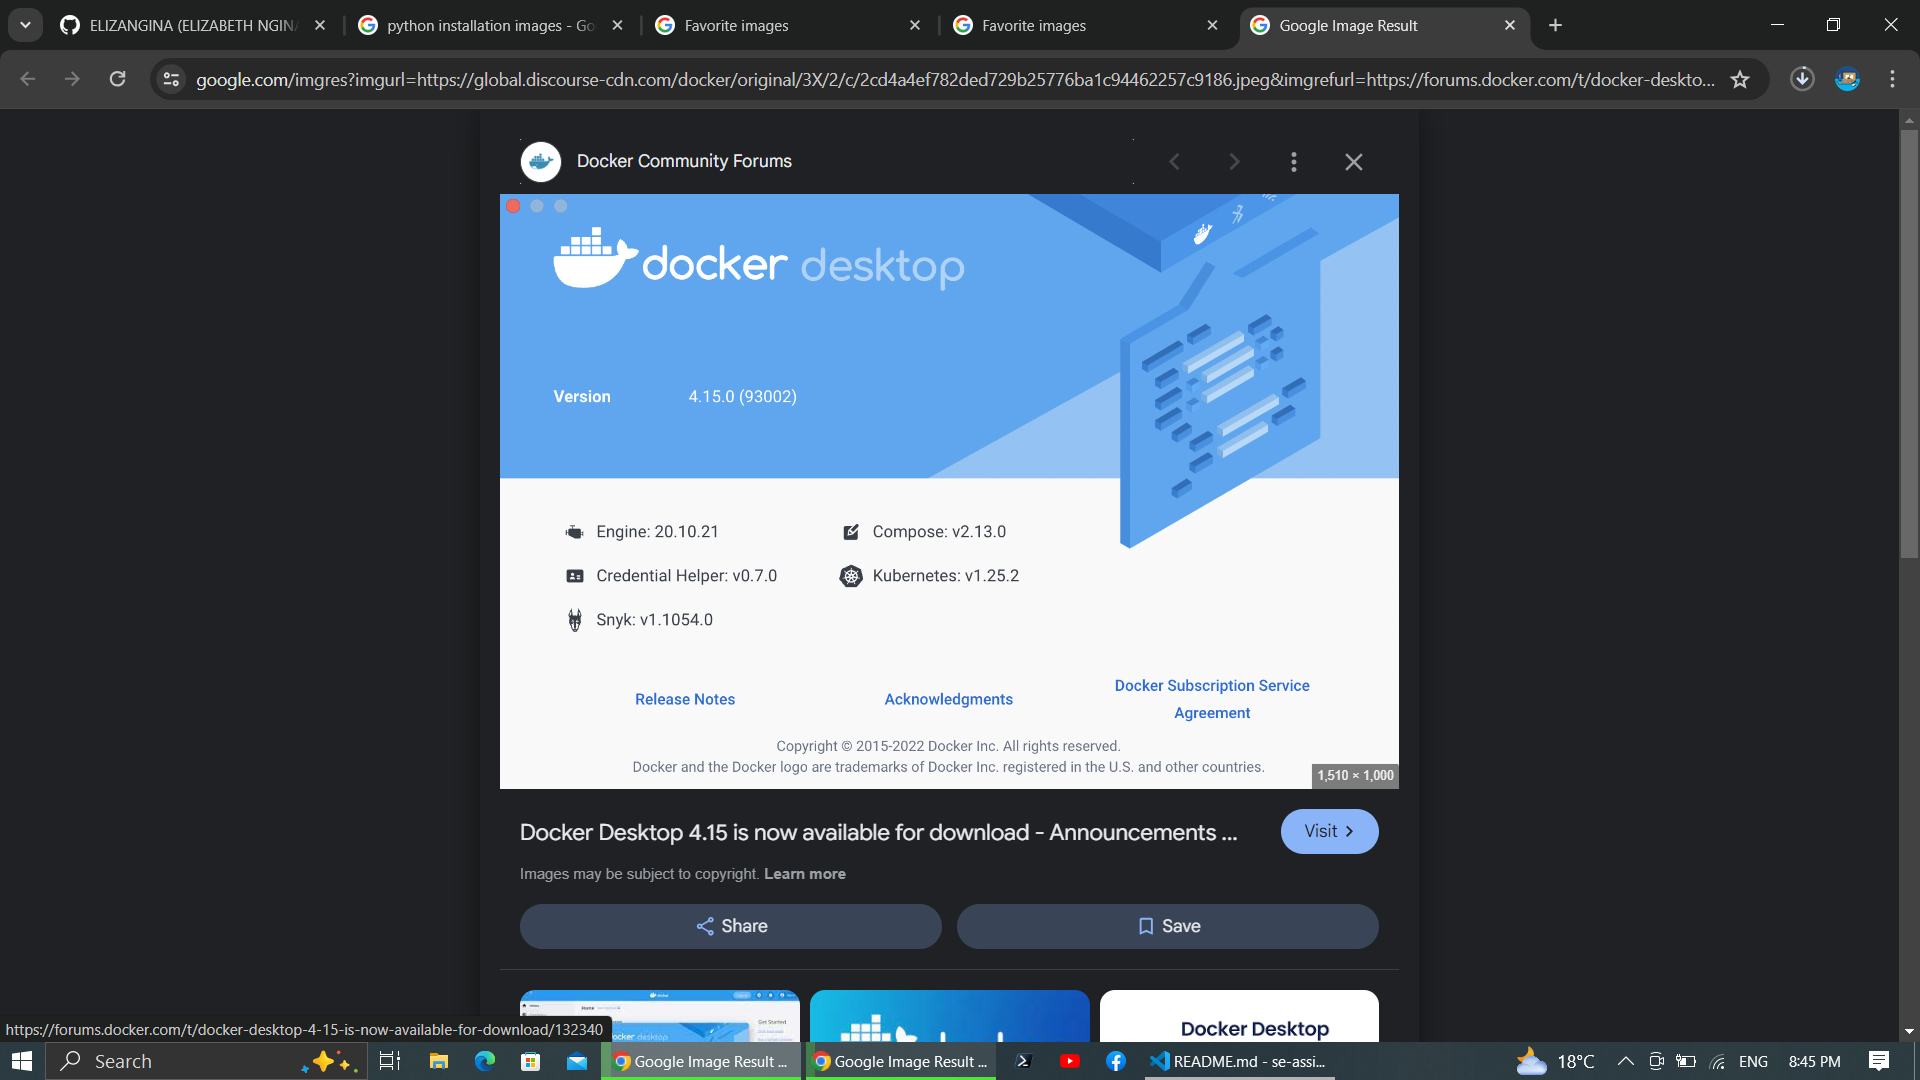 ELIZANGINA (ELIZABETH NGIN
python installation images - Go
Favorite images
Favorite images
Google Image Result
google.com/imgres?imgurl=https://global.discourse-cdn.com/docker/original/3X/2/c/2cd4a4ef782ded729b25776ba1c94462257c9186.jpeg&imgrefurl=https://forums.docker.com/t/docker-deskto...
Docker Community Forums
docker desktop
Version 4.15.0 (93002)
Engine: 20.10.21 Compose: v2.13.0
Credential Helper: v0.7.0 Kubernetes: v1.25.2
Snyk: v1.1054.0
Release Notes
Acknowledgments
Docker Subscription Service
Agreement
Copyright © 2015-2022 Docker Inc. All rights reserved.
Docker and the Docker logo are trademarks of Docker Inc. registered in the U.S. and other countries.
1,510 × 1,000
Docker Desktop 4.15 is now available for download - Announcements ...
Visit
Images may be subject to copyright. Learn more
Share
Save
Docker Desktop
https://forums.docker.com/t/docker-desktop-4-15-is-now-available-for-download/132340
Search
Google Image Result ...
Google Image Result ...
README.md - se-assi...
18°C
ENG
8:45 PM